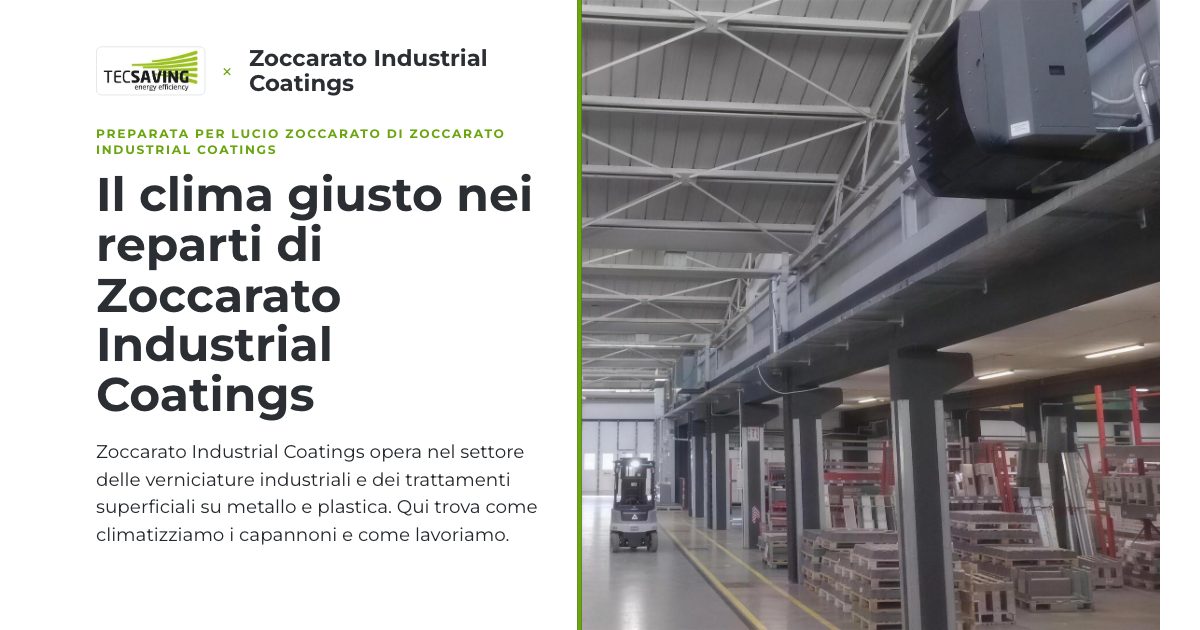 TECSAVING
energy efficiency
×
Zoccarato Industrial
Coatings
PREPARATA PER LUCIO ZOCCARATO DI ZOCCARATO
INDUSTRIAL COATINGS
Il clima giusto nei
reparti di
Zoccarato
Industrial
Coatings
Zoccarato Industrial Coatings opera nel settore
delle verniciature industriali e dei trattamenti
superficiali su metallo e plastica. Qui trova come
climatizziamo i capannoni e come lavoriamo.